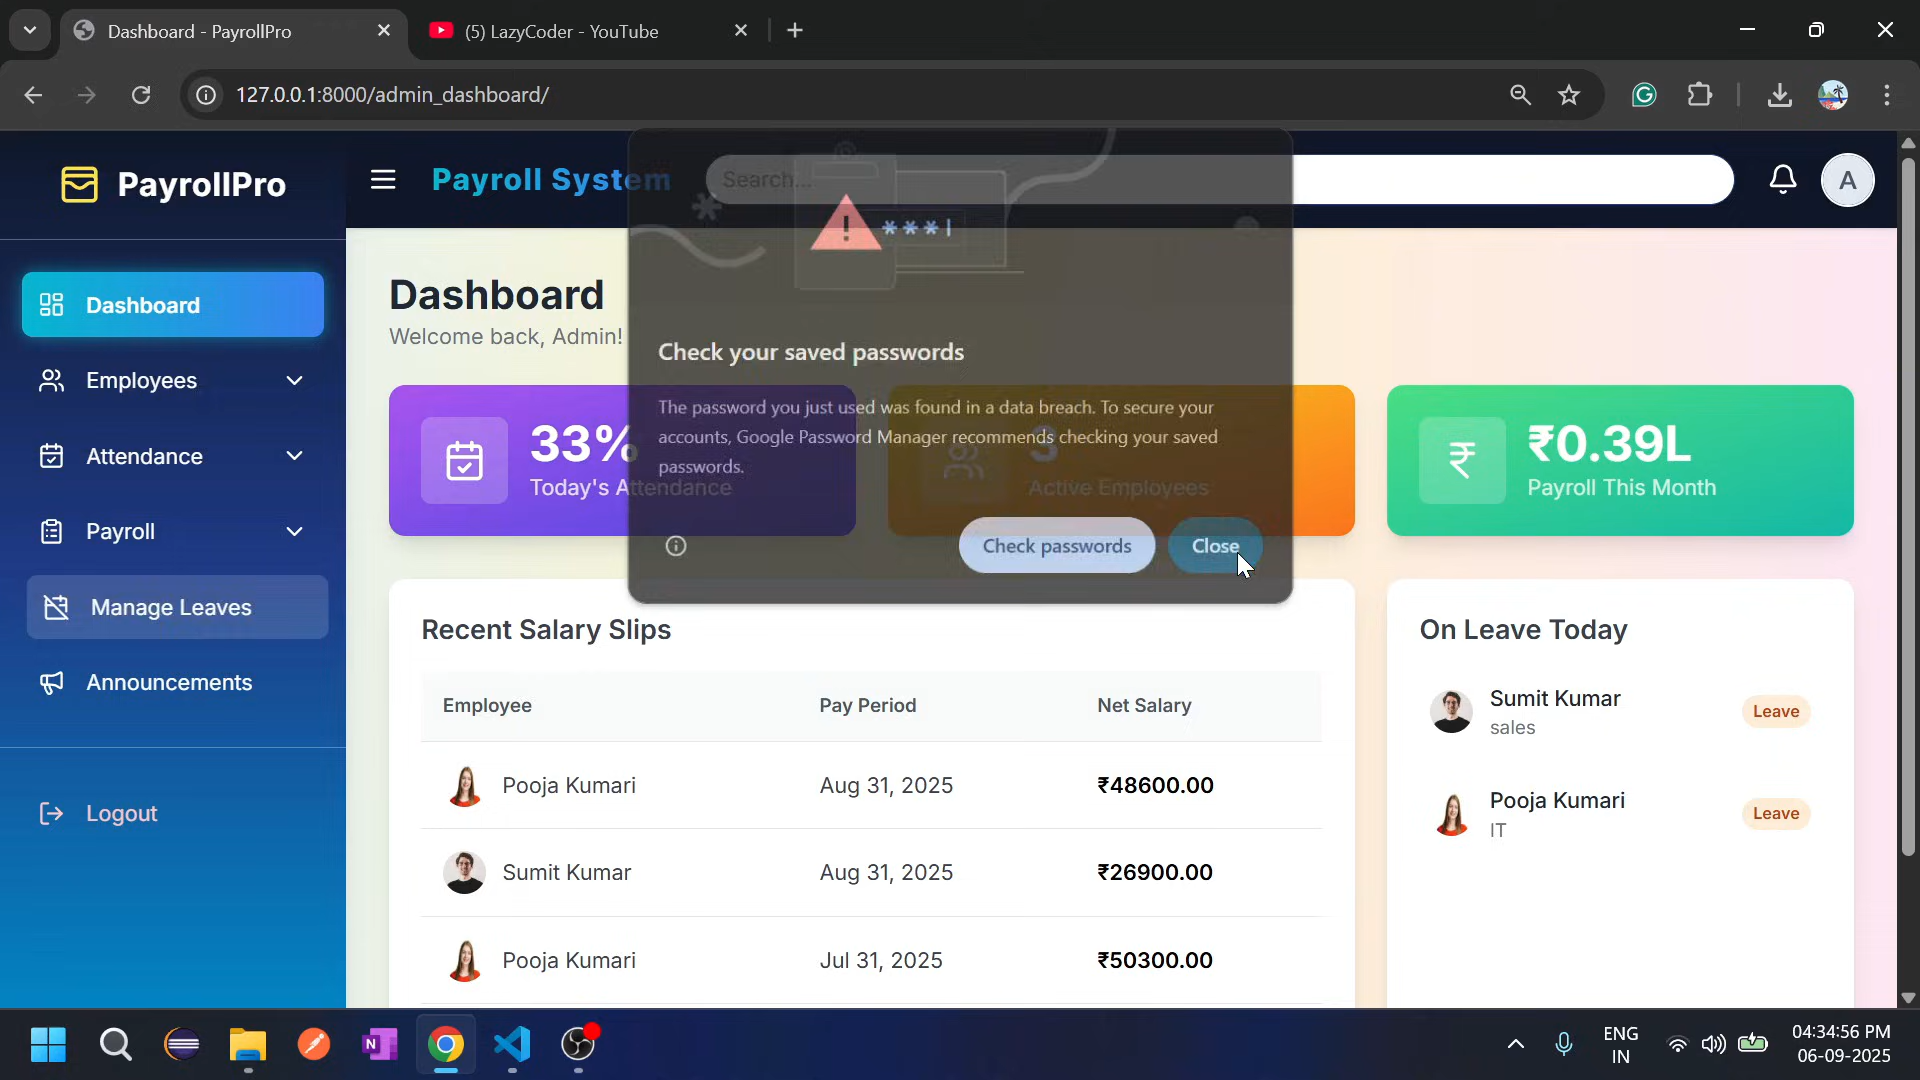 Dashboard - PayrollPro
(5) LazyCoder - YouTube
127.0.0.1:8000/admin_dashboard/
PayrollPro
Payroll System
Search...
A
***
Dashboard
Employees
Attendance
Payroll
Manage Leaves
Announcements
Logout
Dashboard
Welcome back, Admin!
Check your saved passwords
The password you just used was found in a data breach. To secure your
accounts, Google Password Manager recommends checking your saved
passwords.
Check passwords
Close
33%
Today's Attendance
3
Active Employees
₹0.39L
Payroll This Month
Recent Salary Slips
Employee Pay Period Net Salary
Pooja Kumari Aug 31, 2025 ₹48600.00
Sumit Kumar Aug 31, 2025 ₹26900.00
Pooja Kumari Jul 31, 2025 ₹50300.00
On Leave Today
Sumit Kumar
sales
Leave
Pooja Kumari
IT
Leave
ENG
IN
04:34:56 PM
06-09-2025